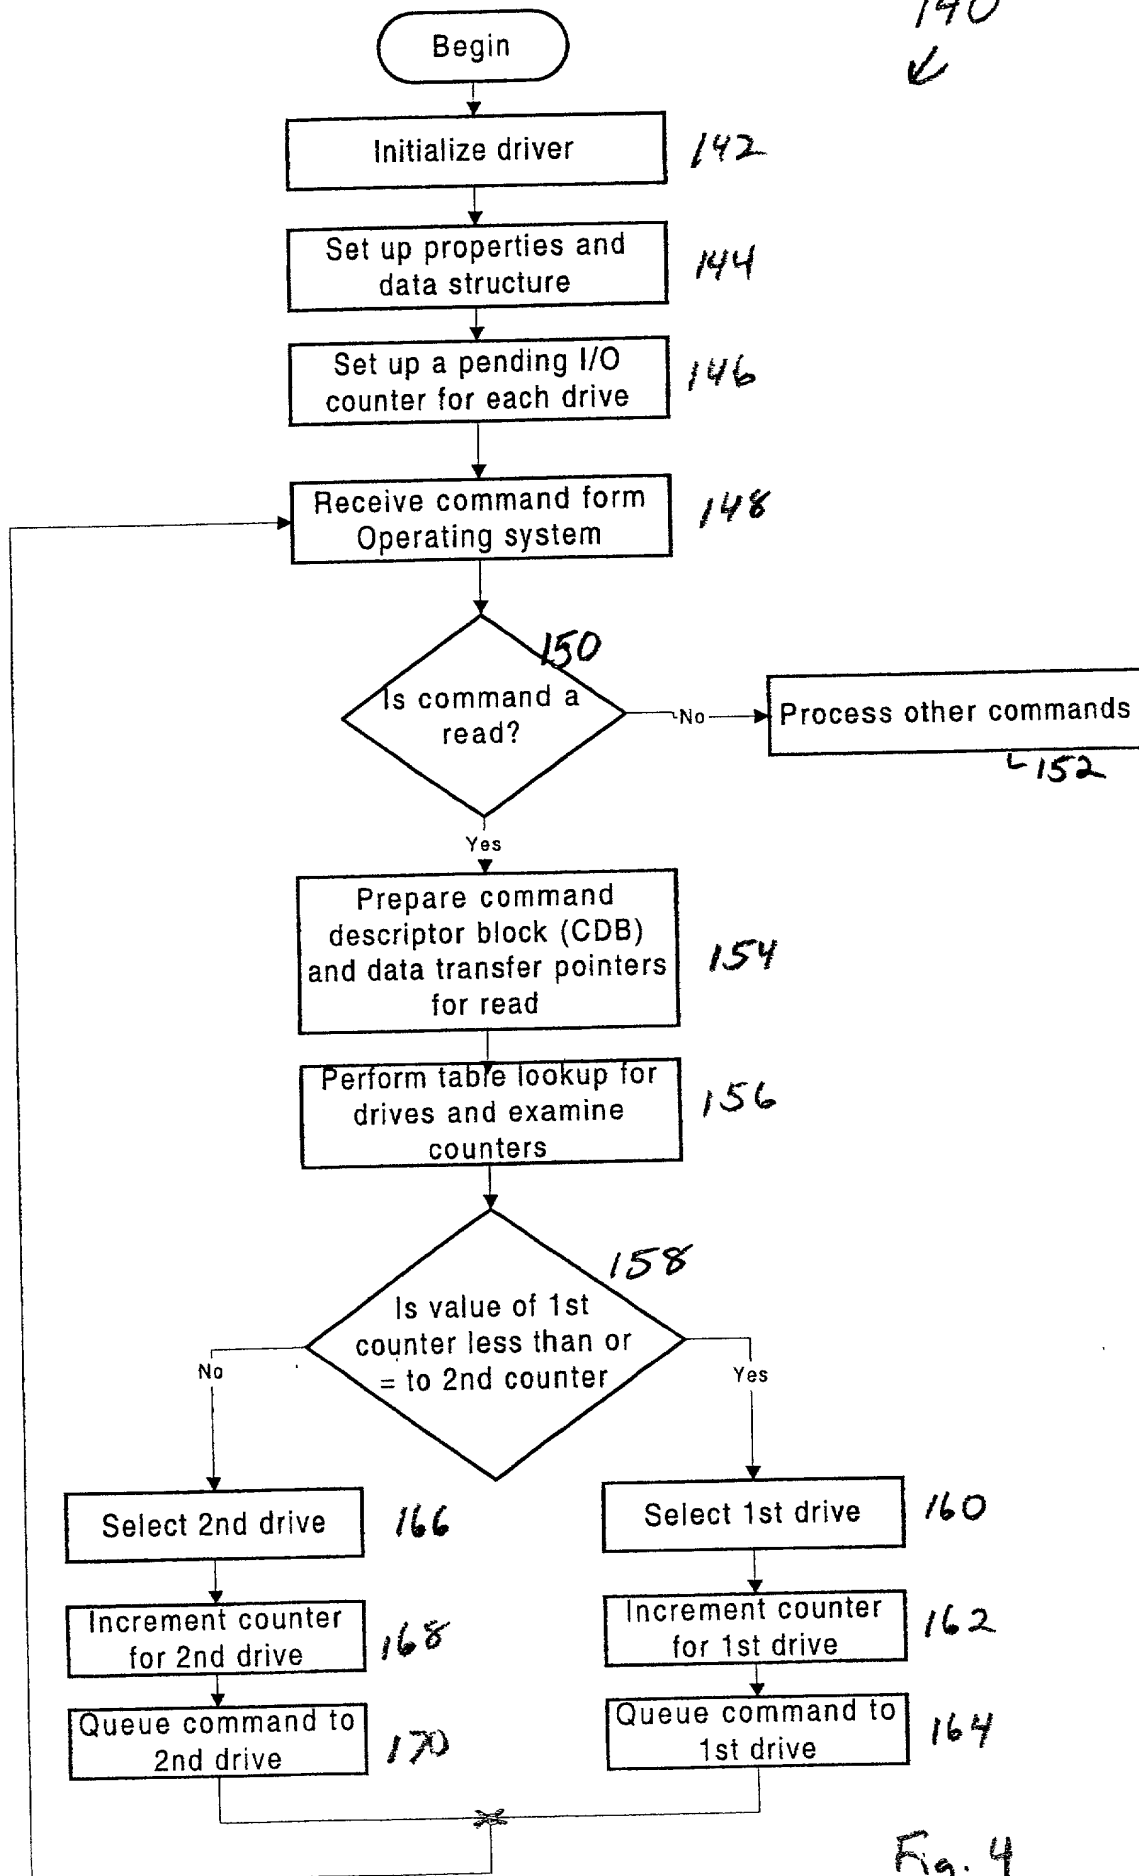 140
Begin
Initialize driver
142
Set up properties and
data structure
144
Set up a pending I/O
counter for each drive
146
Receive command form
Operating system
148
150
Is command a
read?
No
Process other commands
152
Yes
Prepare command
descriptor block (CDB)
and data transfer pointers
for read
154
Perform table lookup for
drives and examine
counters
156
158
Is value of 1st
counter less than or
= to 2nd counter
No
Yes
Select 2nd drive
166
Select 1st drive
160
Increment counter
for 2nd drive
168
Increment counter
for 1st drive
162
Queue command to
2nd drive
170
Queue command to
1st drive
164
Fig. 4